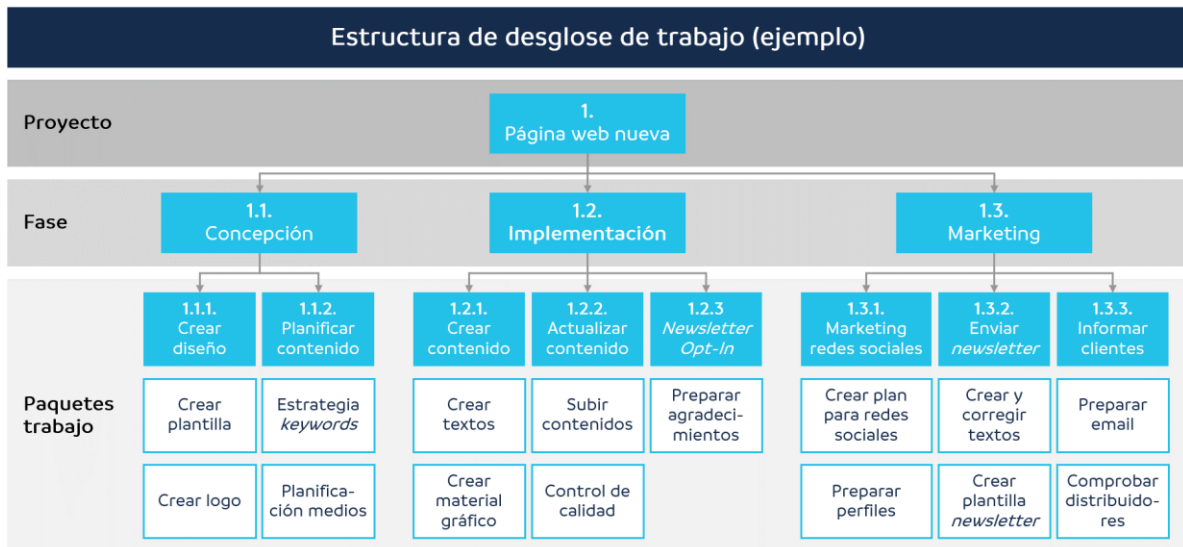 Estructura de desglose de trabajo (ejemplo)
Proyecto
1.
Página web nueva
Fase
1.1.
Concepción
1.2.
Implementación
1.3.
Marketing
Paquetes
trabajo
1.1.1.
Crear
diseño
1.1.2.
Planificar
contenido
1.2.1.
Crear
contenido
1.2.2.
Actualizar
contenido
1.2.3
Newsletter
Opt-In
1.3.1.
Marketing
redes sociales
1.3.2.
Enviar
newsletter
1.3.3.
Informar
clientes
Crear
plantilla
Estrategia
keywords
Crear
textos
Subir
contenidos
Preparar
agradeci-
mientos
Crear plan
para redes
sociales
Crear y
corregir
textos
Preparar
email
Crear logo
Planifica-
ción medios
Crear
material
gráfico
Control de
calidad
Preparar
perfiles
Crear
plantilla
newsletter
Comprobar
distribuido-
res